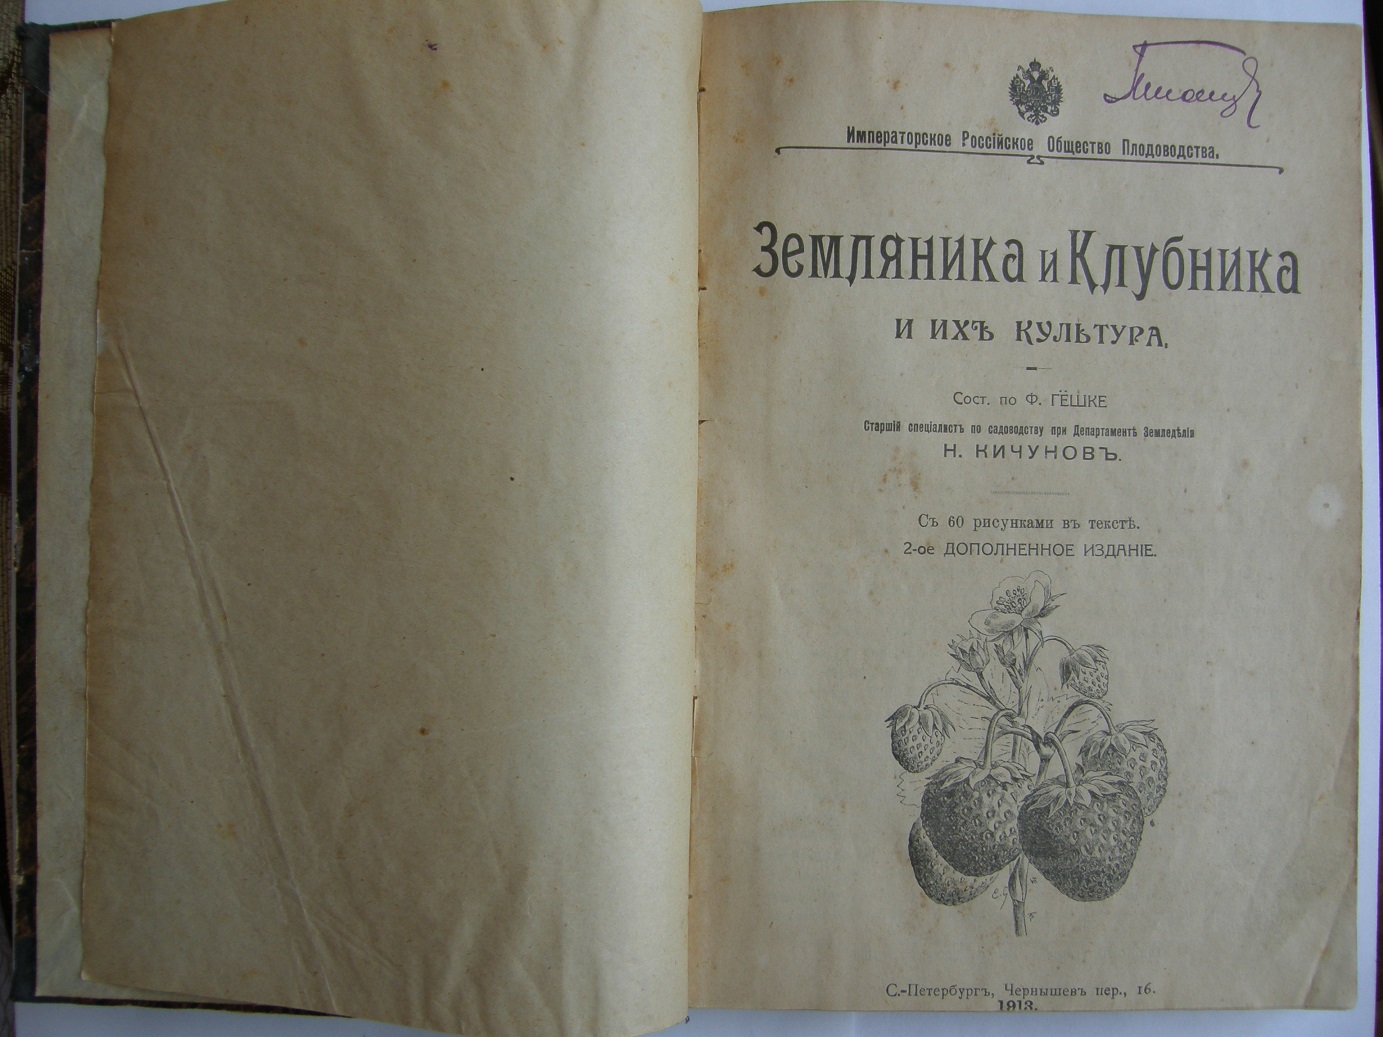 Императорское Россійское Общество Плодоводства.
Земляника и Клубника
и ихъ культура.
Сост. по Ф. ГЁШКЕ
Старшій спеціалистъ по садоводству при Департаментѣ Земледѣлія
Н. КИЧУНОВЪ.
Съ 60 рисунками въ текстѣ.
2-ое ДОПОЛНЕННОЕ ИЗДАНІЕ.
С.-Петербургъ, Чернышевъ пер., 16.
1913.